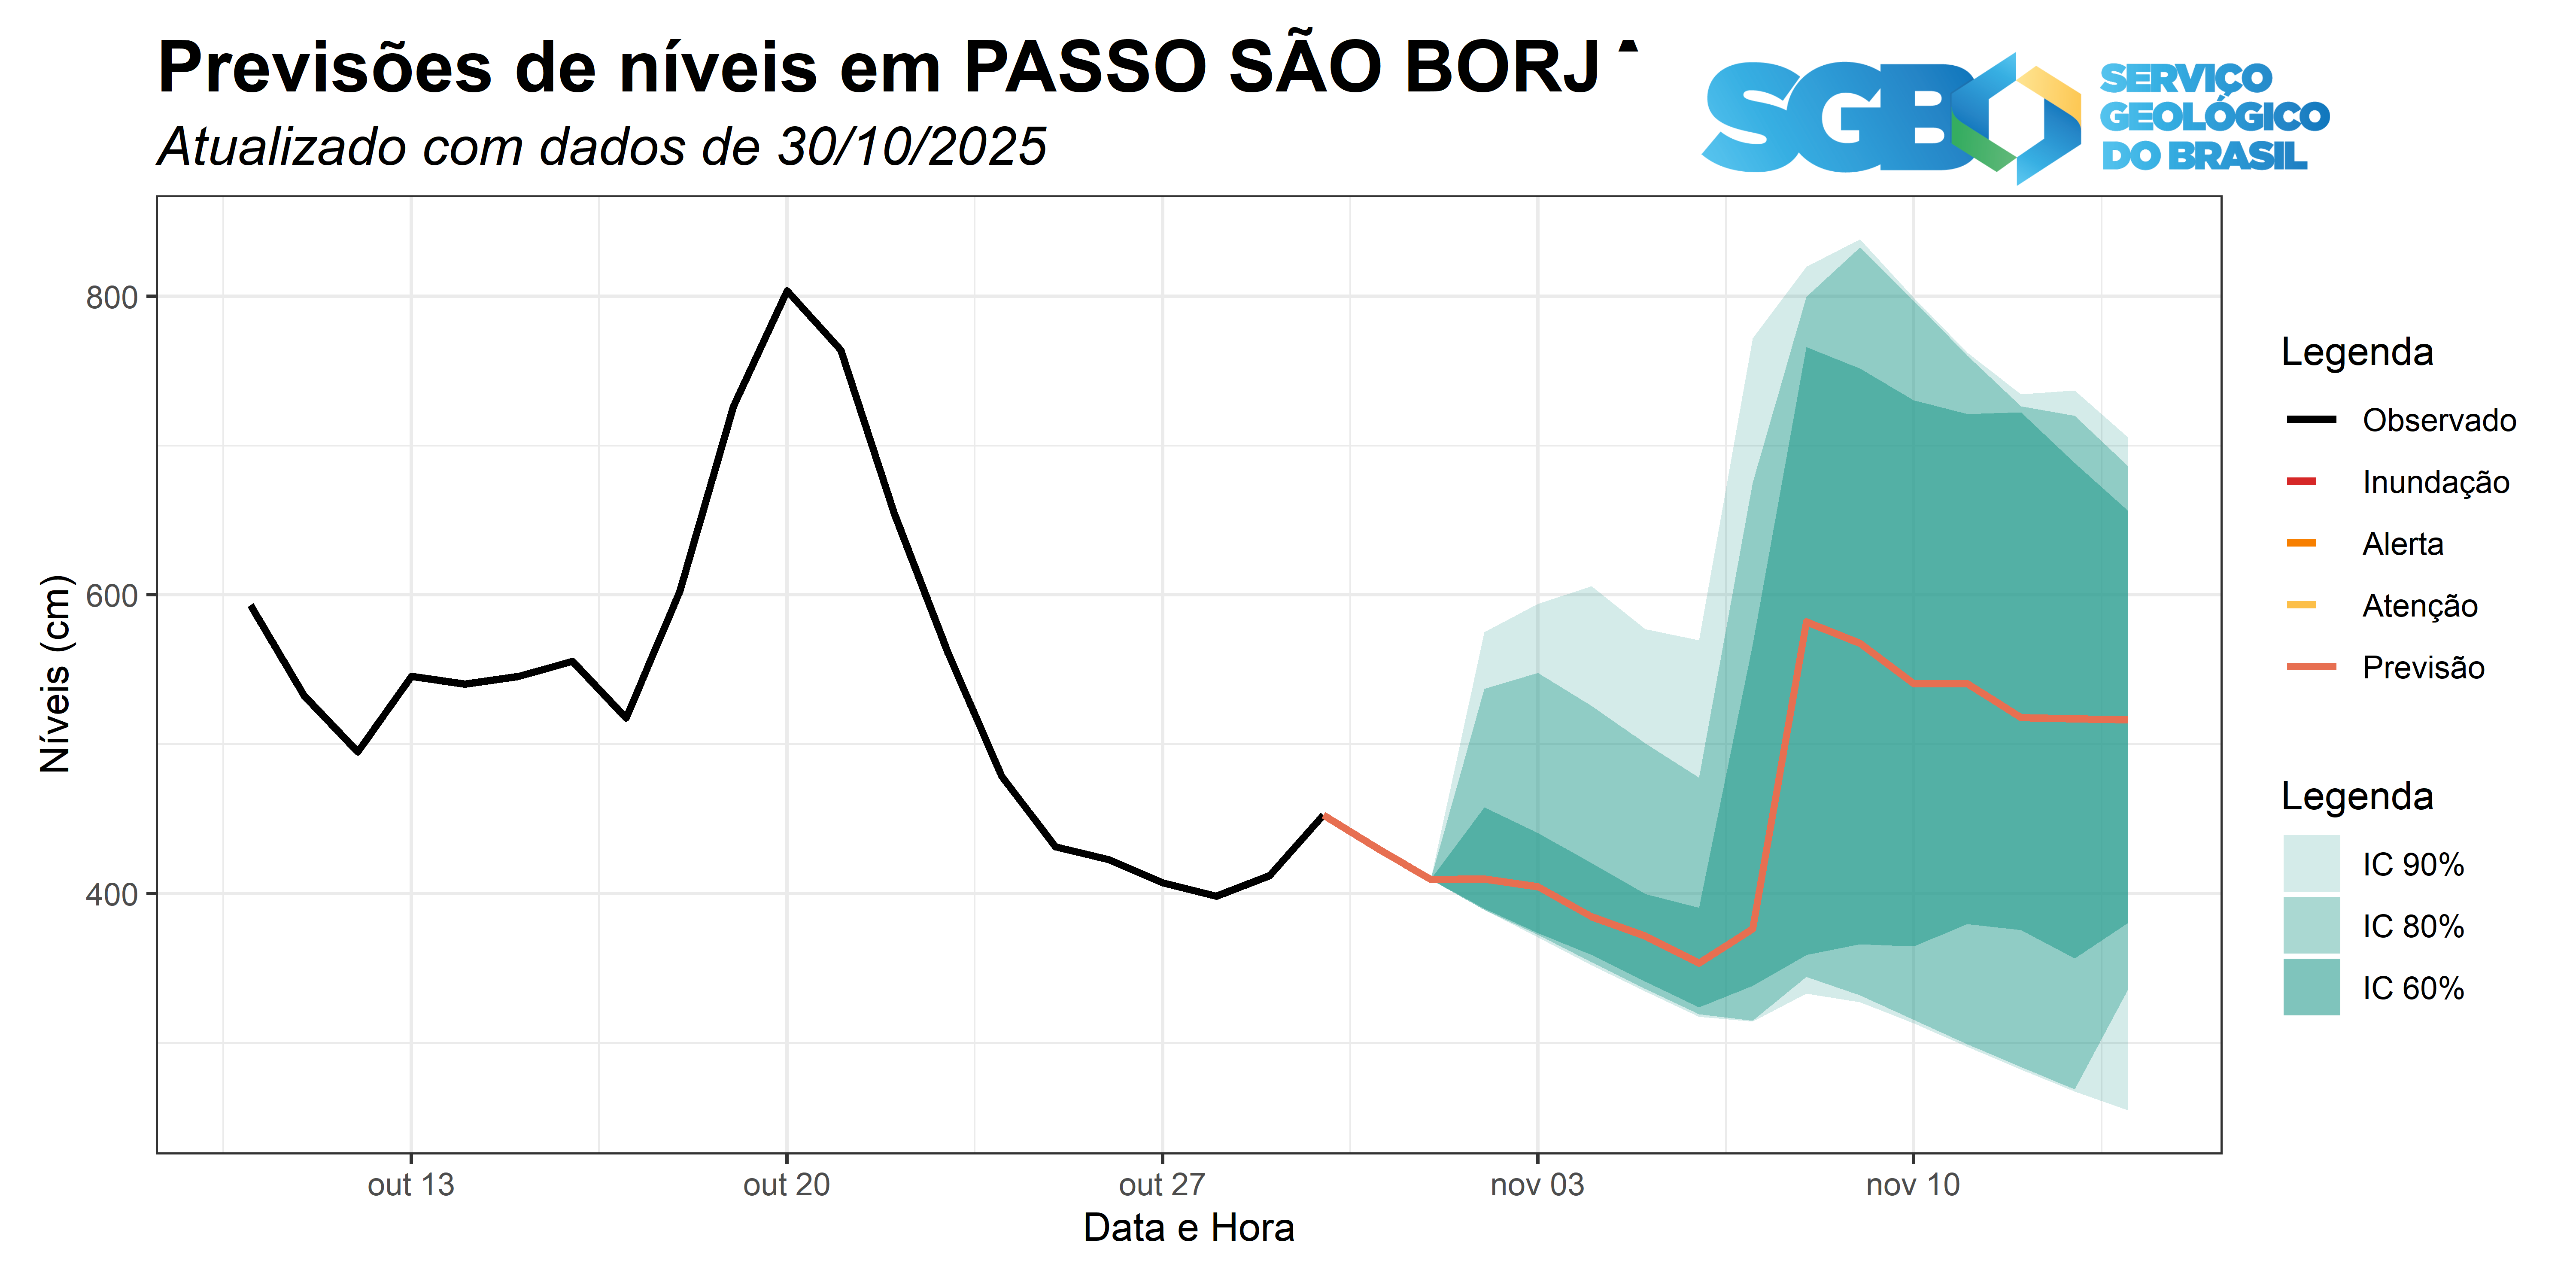 Previsões de níveis em PASSO SÃO BORJ
Atualizado com dados de 30/10/2025
SGB
SERVIÇO
GEOLÓGICO
DO BRASIL
800
600
400
Níveis (cm)
out 13
out 20
out 27
nov 03
nov 10
Data e Hora
Legenda
Observado
Inundação
Alerta
Atenção
Previsão
Legenda
IC 90%
IC 80%
IC 60%